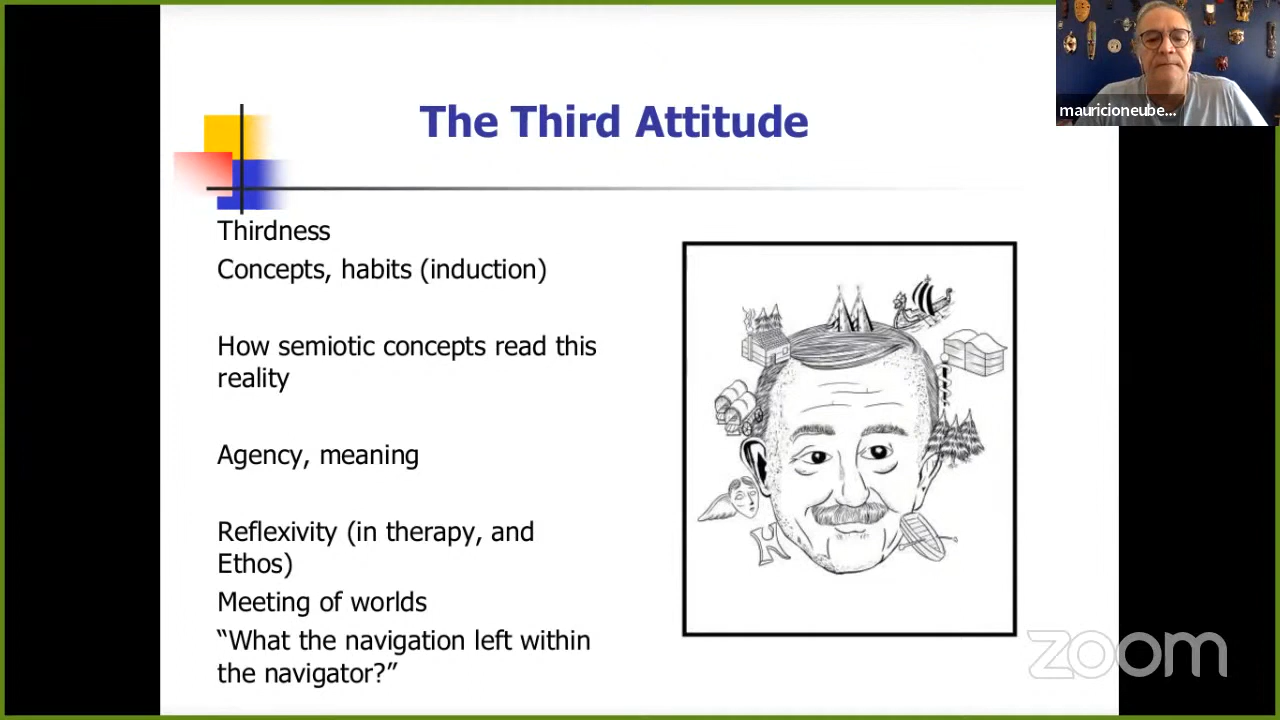 The Third Attitude
mauricioneube...
Thirdness
Concepts, habits (induction)
How semiotic concepts read this
reality
Agency, meaning
Reflexivity (in therapy, and
Ethos)
Meeting of worlds
“What the navigation left within
the navigator?”
zoom